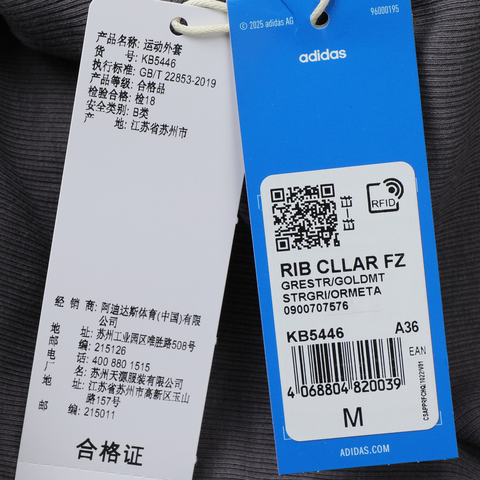 产品名称: 运动外套
货 号: KB5446
执行标准: GB/T 22853-2019
产品等级: 合格品
检验合格: 检18
安全类别: B类
产 地: 江苏省苏州市
经 销 商: 阿迪达斯体育(中国)有限
公司
地 址: 苏州工业园区唯胜路508号
邮 编: 215126
电 话: 400 880 1515
厂 名: 苏州天源服装有限公司
地 址: 江苏省苏州市高新区玉山
路157号
邮 编: 215011
合格证
© 2025 adidas AG
96000195
adidas
RFID
RIB CLLAR FZ
GRESTR/GOLDMT
STRGRI/ORMETA
0900707576
KB5446 A36
EAN
4 068804 820039
M
ADIDAS.COM